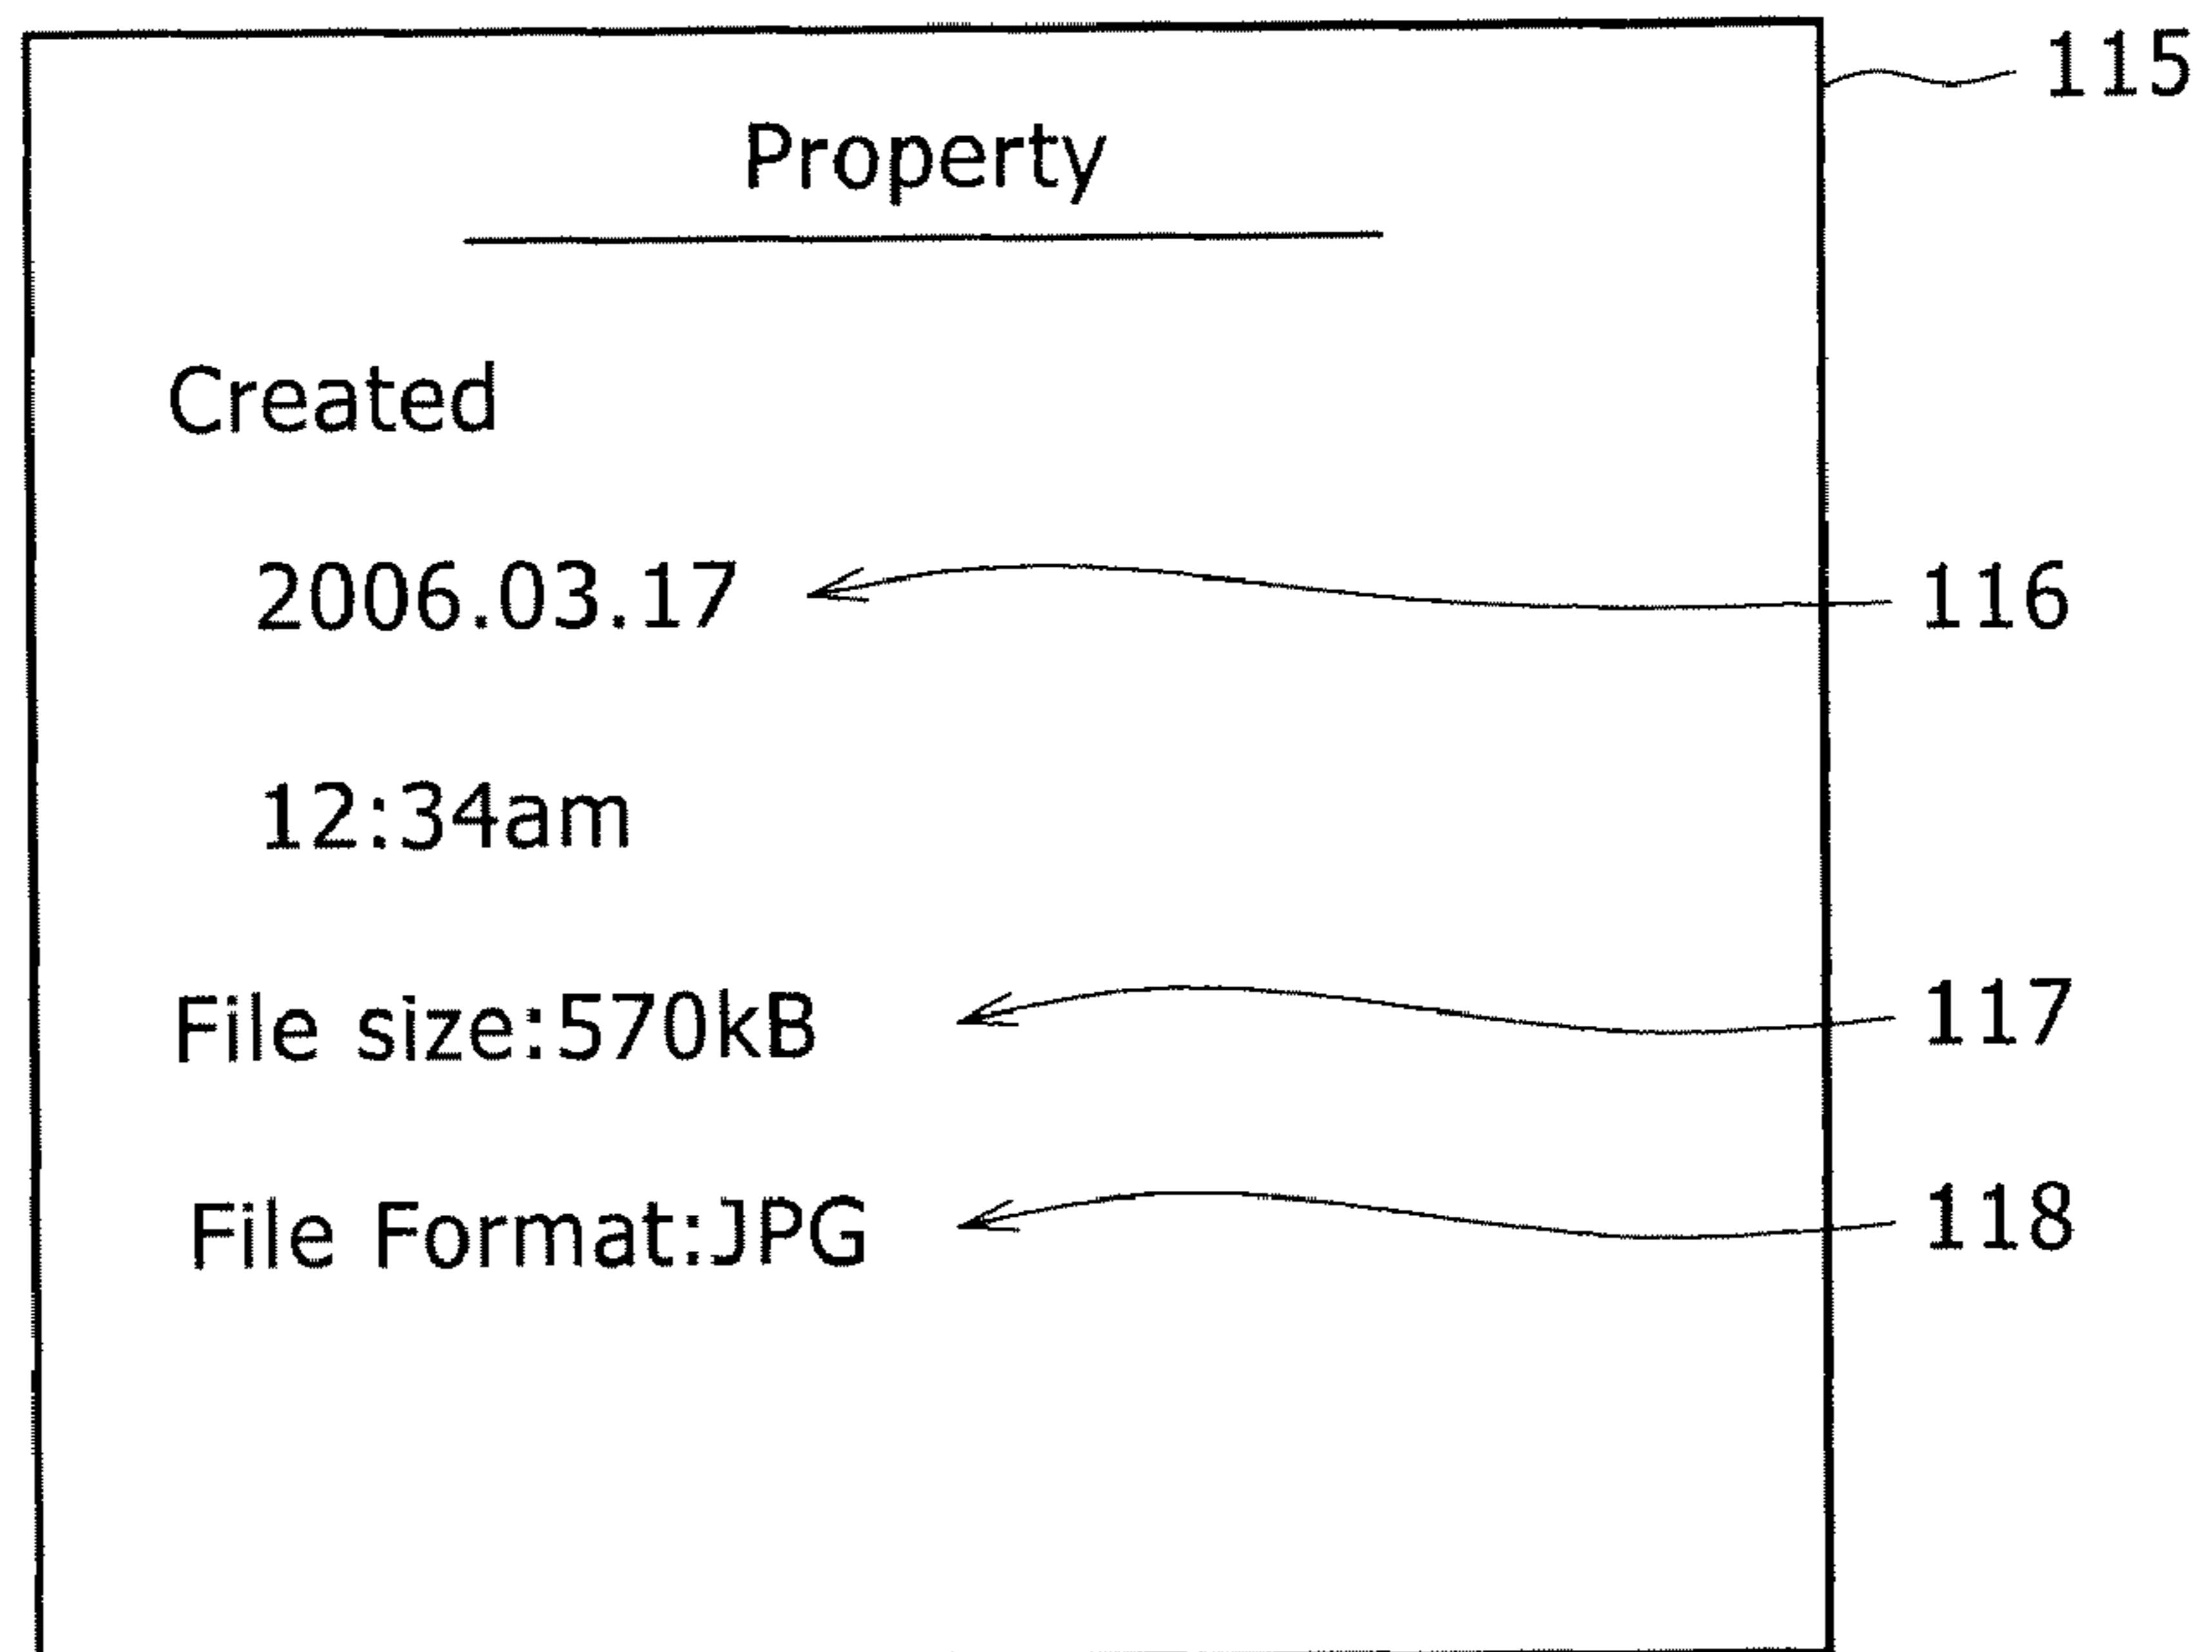 115
Property
Created
2006.03.17
116
12:34am
File size:570kB
117
File Format:JPG
118